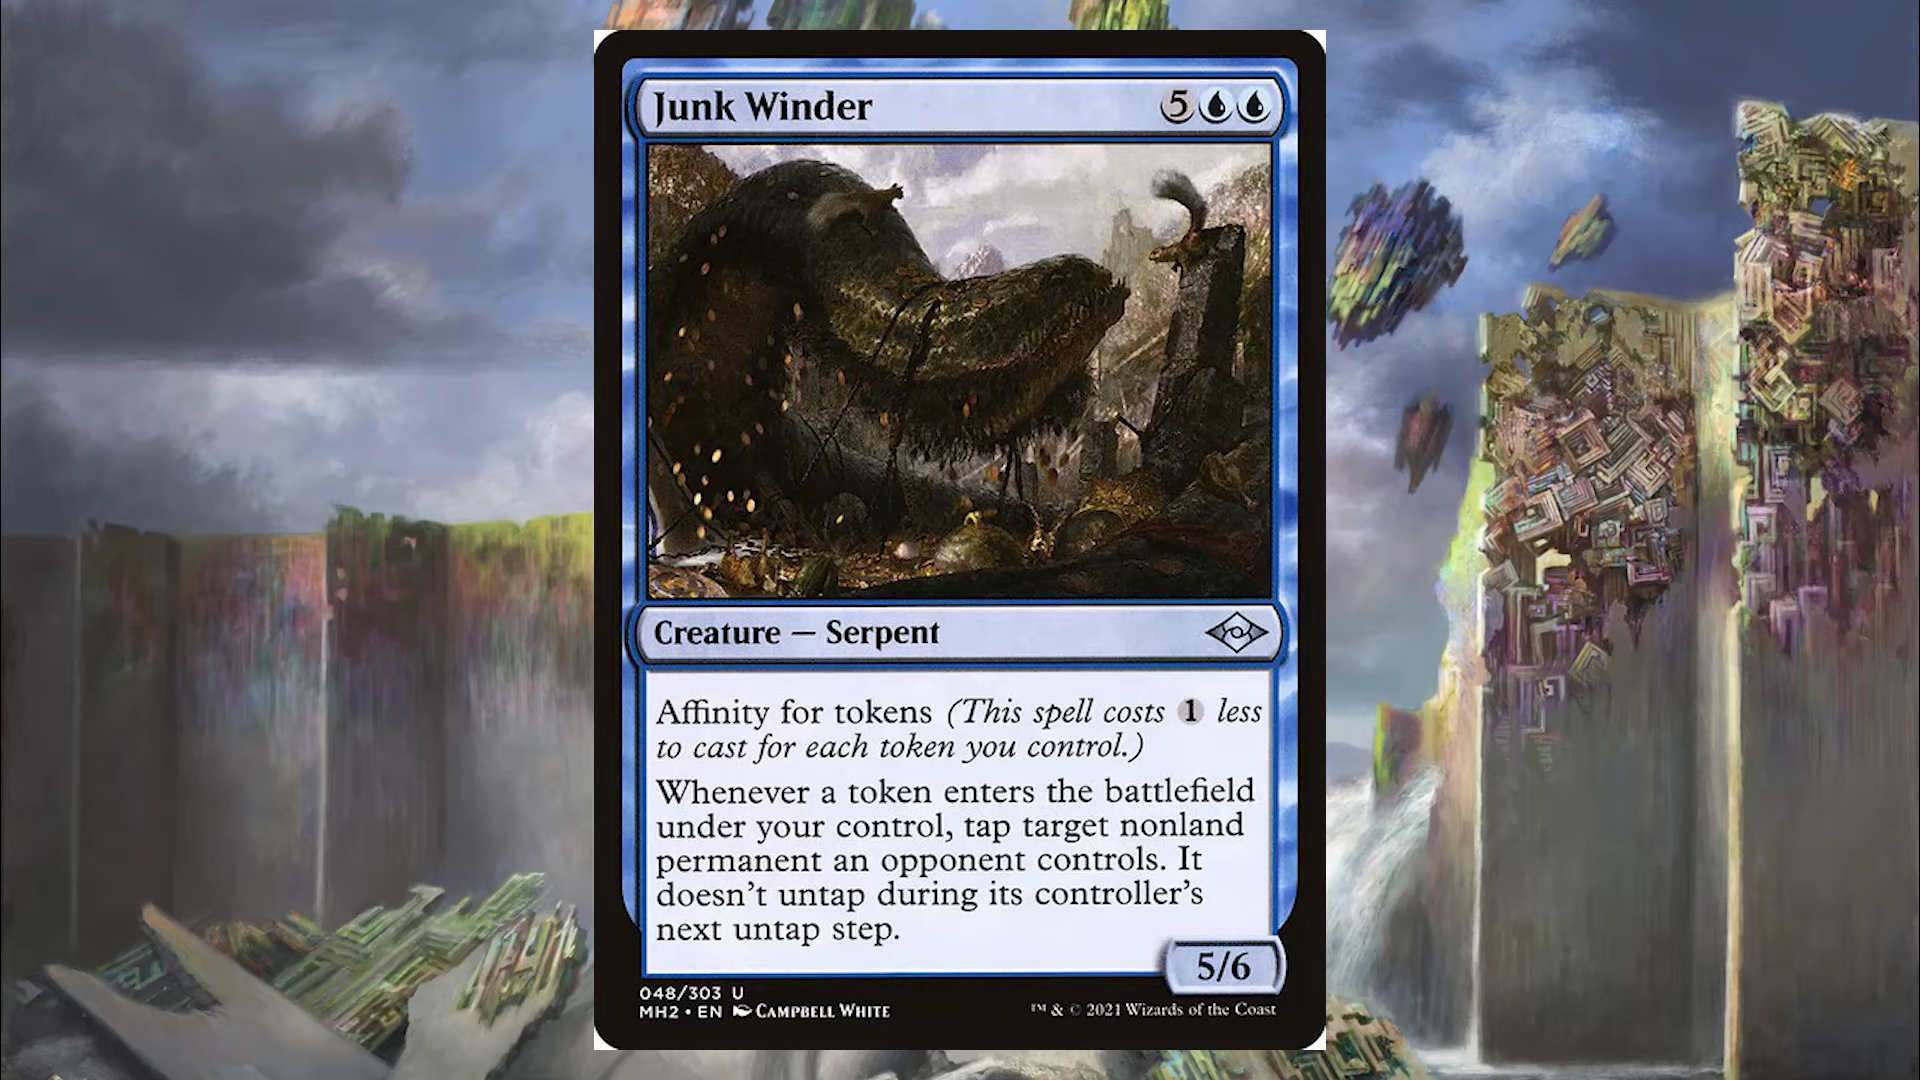 Junk Winder 5
Creature — Serpent
Affinity for tokens (This spell costs 1 less
to cast for each token you control.)
Whenever a token enters the battlefield
under your control, tap target nonland
permanent an opponent controls. It
doesn't untap during its controller's
next untap step.
5/6
048/303 U
MH2 • EN Campbell White
™ & © 2021 Wizards of the Coast